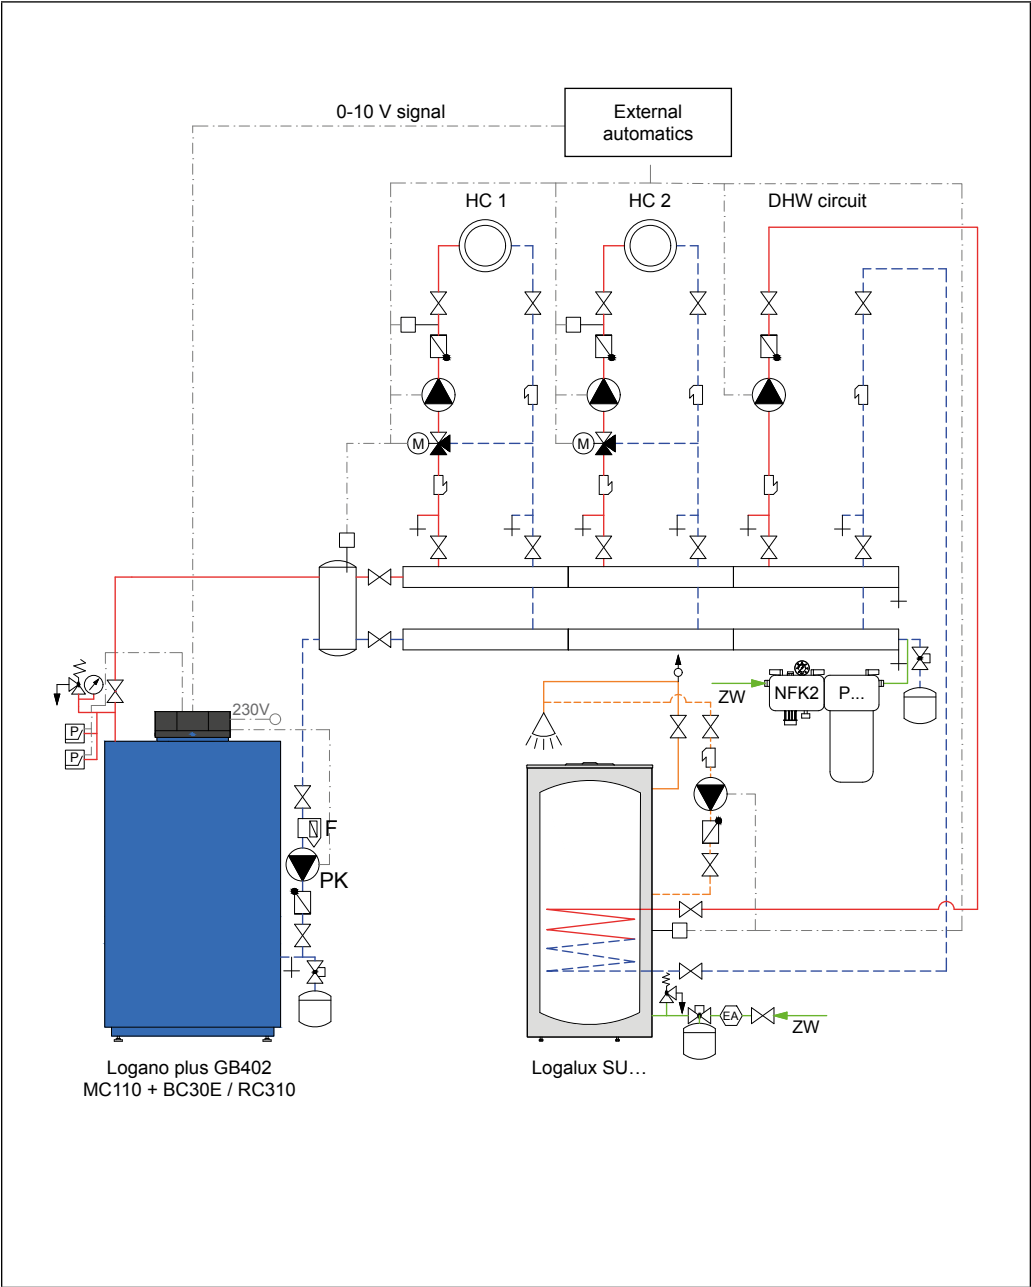 0-10 V signal
External
automatics
HC 1
HC 2
DHW circuit
M
M
ZW
NFK2
P...
230V
P
P
F
PK
EA
ZW
Logano plus GB402
MC110 + BC30E / RC310
Logalux SU...